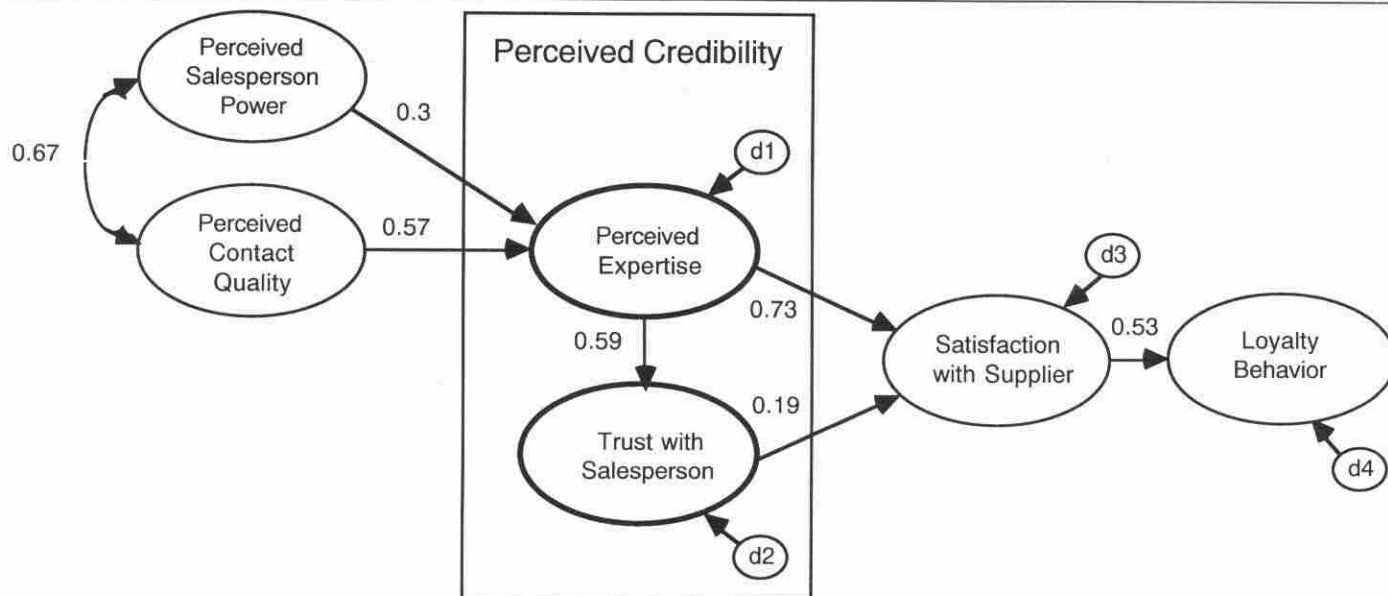 Perceived
Salesperson
Power
Perceived Credibility
0.3
0.67
d1
Perceived
Contact
Quality
0.57
Perceived
Expertise
d3
0.73
0.59
0.53
Satisfaction
with Supplier
Loyalty
Behavior
0.19
Trust with
Salesperson
d4
d2